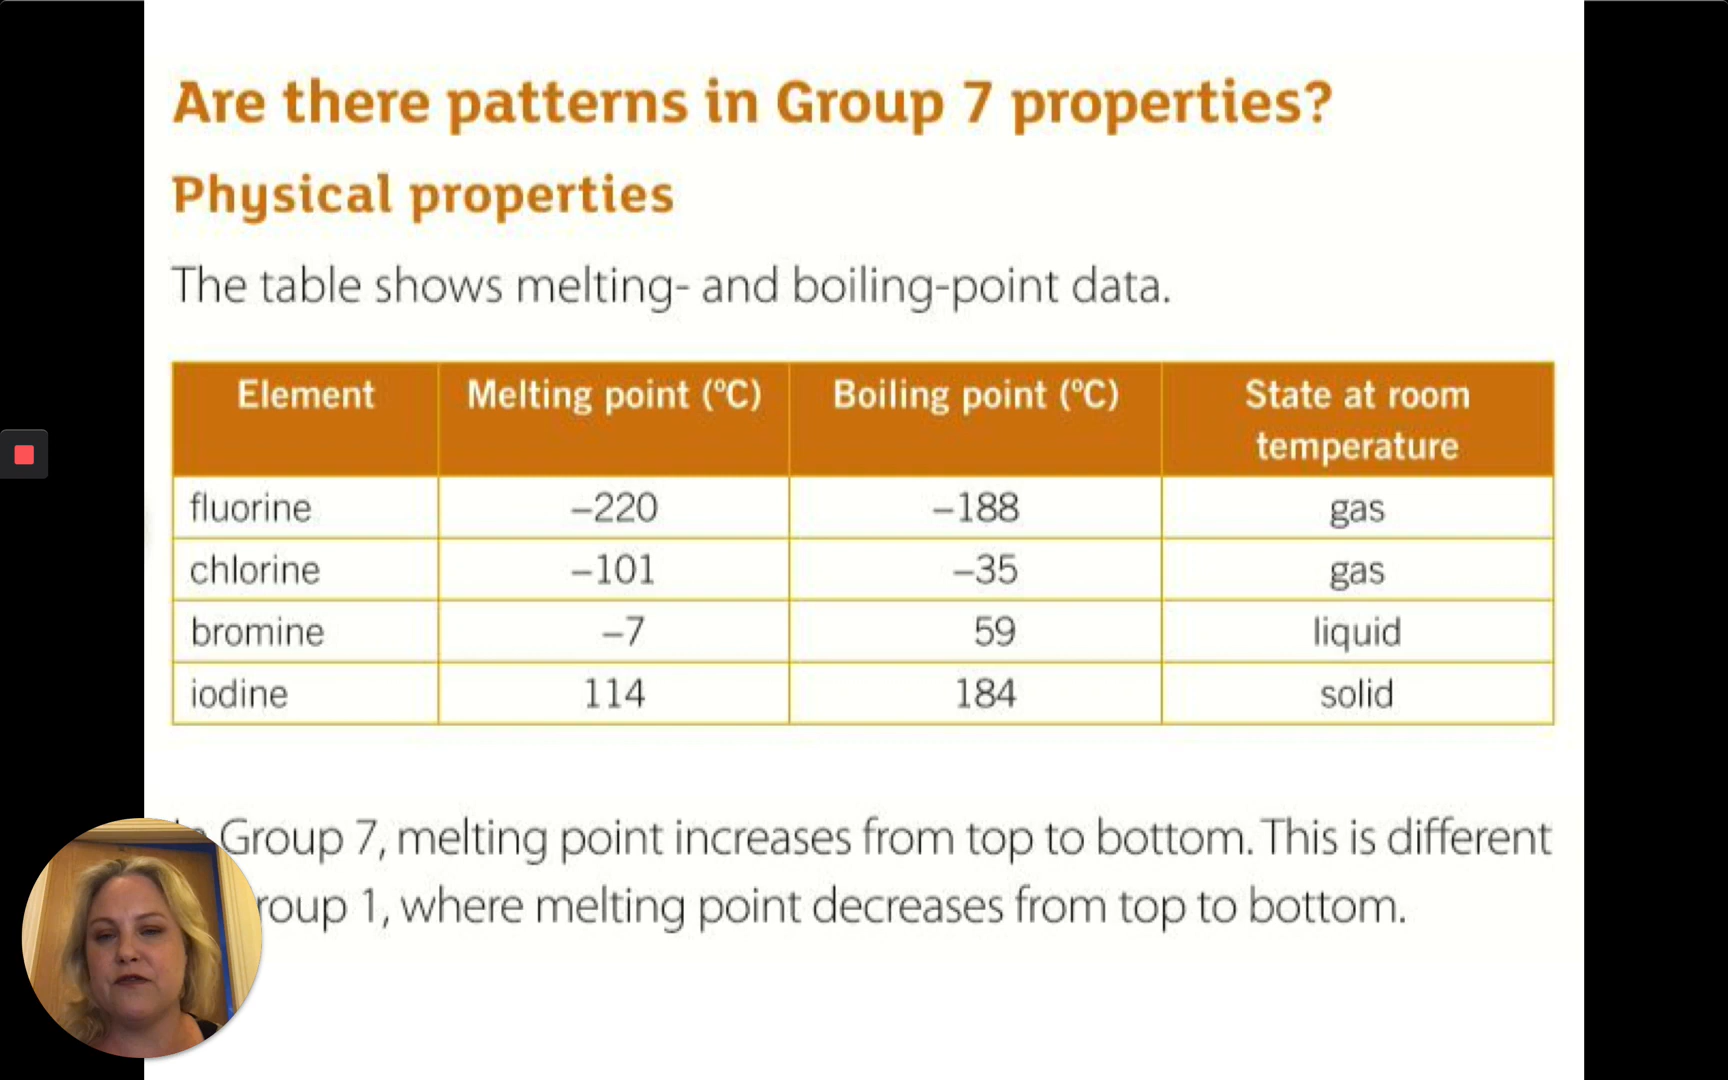 Are there patterns in Group 7 properties?
Physical properties
The table shows melting- and boiling-point data.
Element Melting point (ºC) Boiling point (ºC) State at room temperature
fluorine –220 –188 gas
chlorine –101 –35 gas
bromine –7 59 liquid
iodine 114 184 solid
Group 7, melting point increases from top to bottom. This is different
roup 1, where melting point decreases from top to bottom.